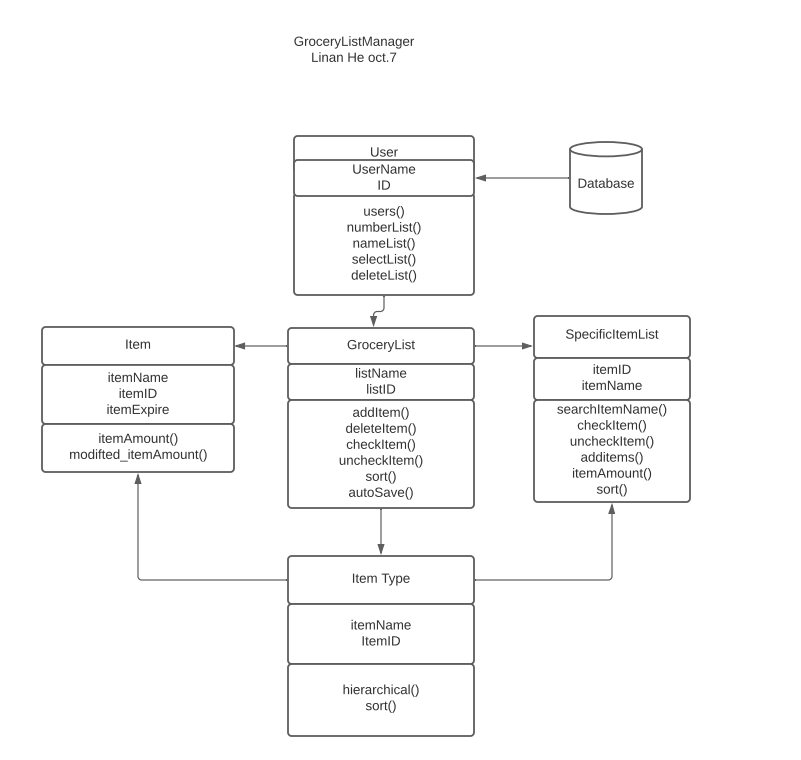 GroceryListManager
Linan He oct.7
User
UserName
ID
users()
numberList()
nameList()
selectList()
deleteList()
Database
Item
itemName
itemID
itemExpire
itemAmount()
modifted_itemAmount()
GroceryList
listName
listID
addItem()
deleteItem()
checkItem()
uncheckItem()
sort()
autoSave()
SpecificItemList
itemID
itemName
searchItemName()
checkItem()
uncheckItem()
additems()
itemAmount()
sort()
Item Type
itemName
ItemID
hierarchical()
sort()